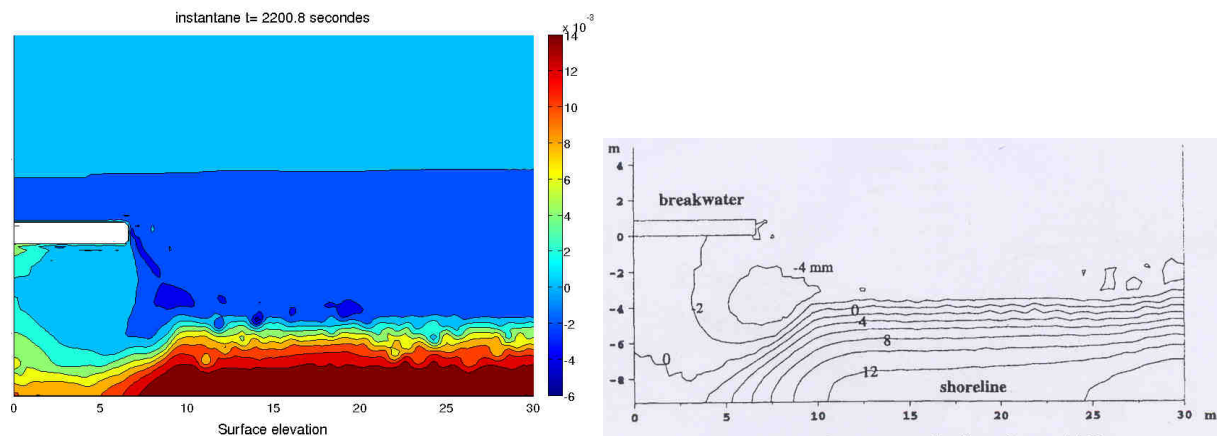 instantane t= 2200.8 secondes
x 10⁻³
14
12
10
8
6
4
2
0
-2
-4
-6
0 5 10 15 20 25 30
Surface elevation
m
4
2
0
-2
-4
-6
-8
breakwater
-4 mm
-2
0
0
4
8
12
shoreline
0 5 10 15 20 25 30 m